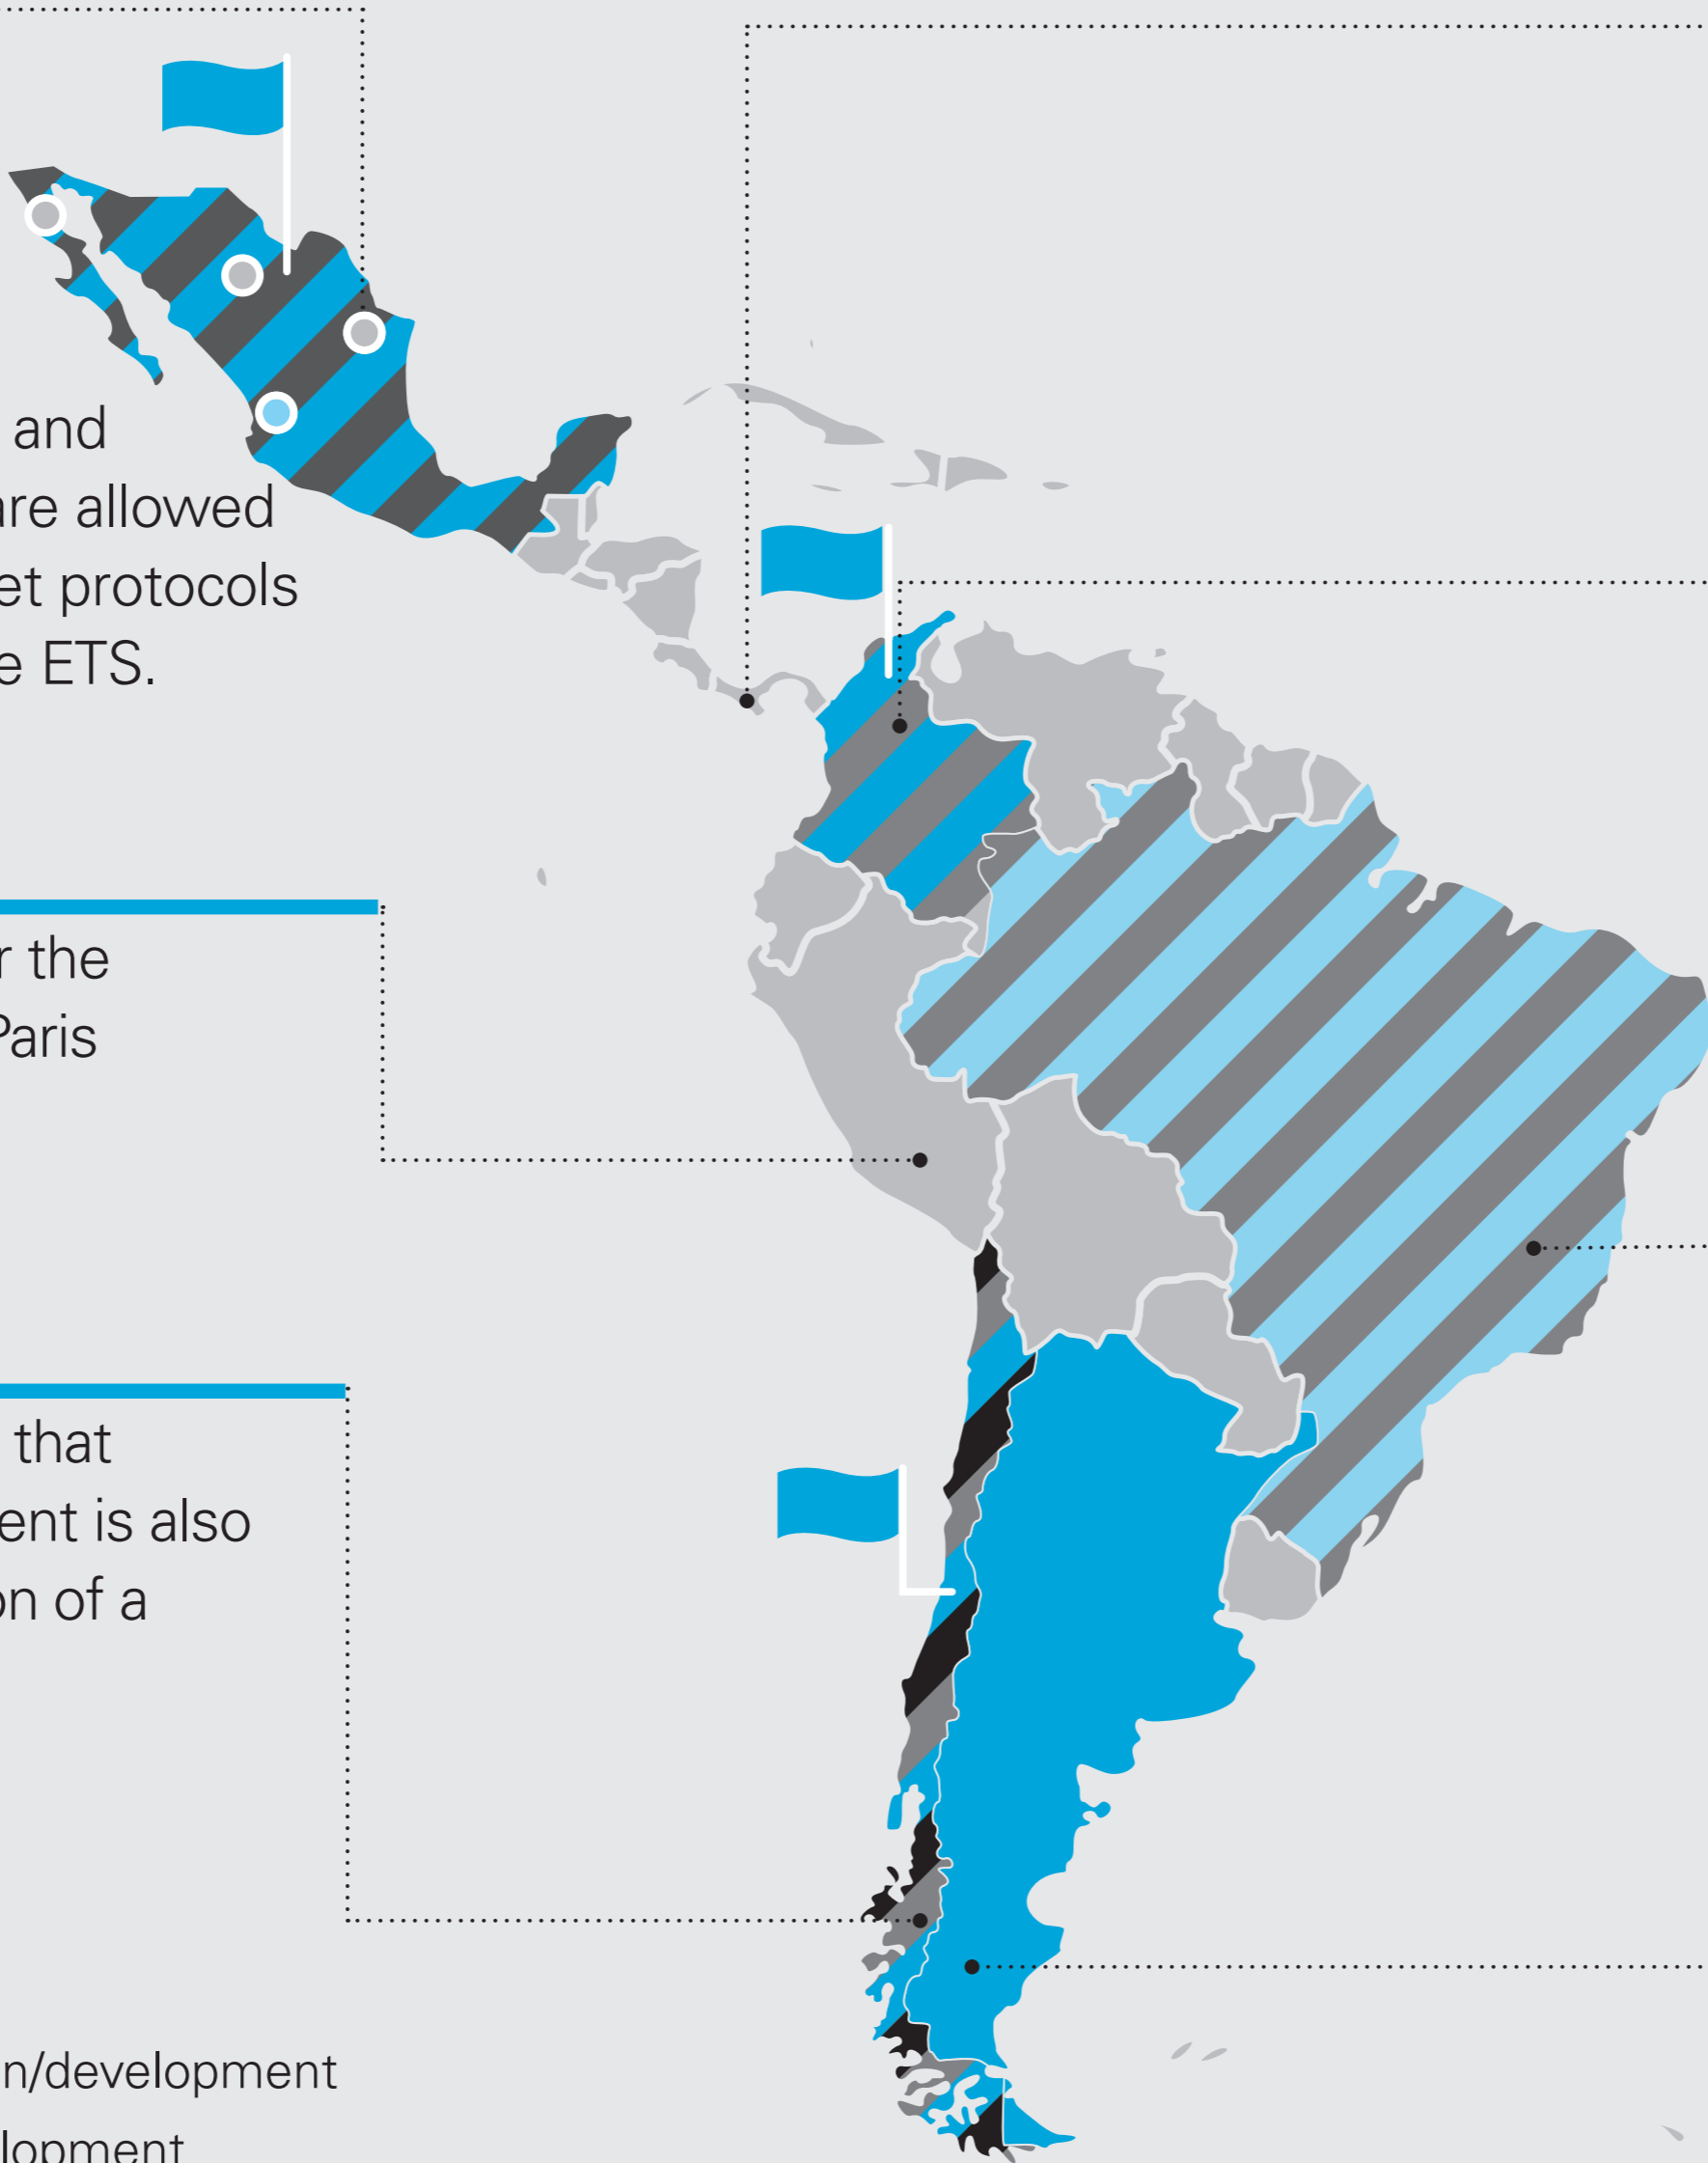 and
are allowed
et protocols
e ETS.
r the
Paris
that
ent is also
on of a
n/development
lopment